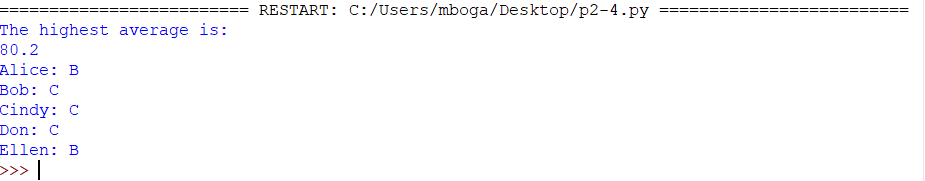 ========================= RESTART: C:/Users/mboga/Desktop/p2-4.py =========================
The highest average is:
80.2
Alice: B
Bob: C
Cindy: C
Don: C
Ellen: B
>>>